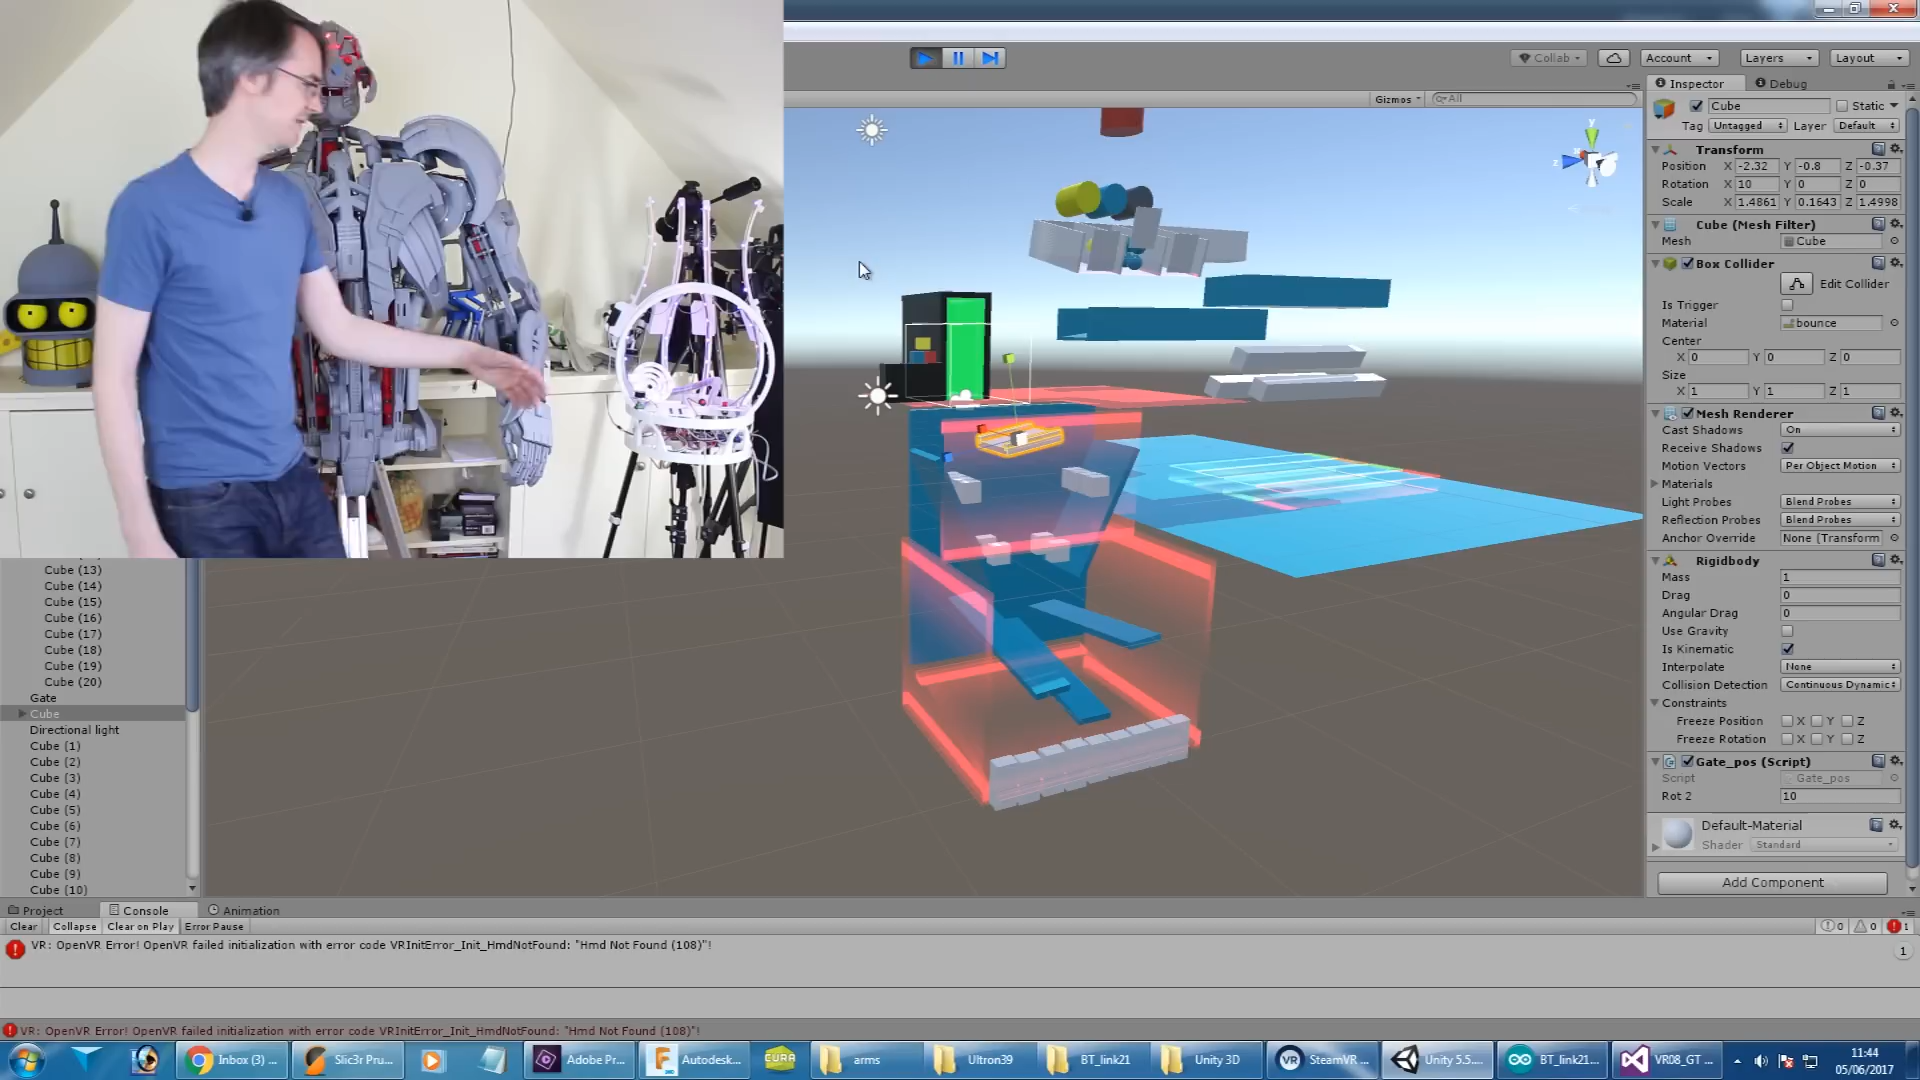 Collab
Account
Layers
Layout
Gizmos
All
Inspector
Debug
Cube
Static
Tag Untagged Layer Default
Transform
Position X -2.32 Y -0.8 Z -0.37
Rotation X 10 Y 0 Z 0
Scale X 1.4861 Y 0.1643 Z 1.4998
Cube (Mesh Filter)
Mesh Cube
Box Collider
Edit Collider
Is Trigger
Material bounce
Center
X 0 Y 0 Z 0
Size
X 1 Y 1 Z 1
Mesh Renderer
Cast Shadows On
Receive Shadows
Motion Vectors Per Object Motion
Materials
Light Probes Blend Probes
Reflection Probes Blend Probes
Anchor Override None (Transform
Rigidbody
Mass 1
Drag 0
Angular Drag 0
Use Gravity
Is Kinematic
Interpolate None
Collision Detection Continuous Dynamic
Constraints
Freeze Position X Y Z
Freeze Rotation X Y Z
Gate_pos (Script)
Script Gate_pos
Rot 2 10
Default-Material
Shader Standard
Add Component
y
x
z
Cube (13)
Cube (14)
Cube (15)
Cube (16)
Cube (17)
Cube (18)
Cube (19)
Cube (20)
Gate
Cube
Directional light
Cube (1)
Cube (2)
Cube (3)
Cube (4)
Cube (5)
Cube (6)
Cube (7)
Cube (8)
Cube (9)
Cube (10)
Project Console Animation
Clear Collapse Clear on Play Error Pause
0 0 1
VR: OpenVR Error! OpenVR failed initialization with error code VRInitError_Init_HmdNotFound: "Hmd Not Found (108)"!
1
VR: OpenVR Error! OpenVR failed initialization with error code VRInitError_Init_HmdNotFound: "Hmd Not Found (108)"!
Inbox (3) ...
Slic3r Pru...
Adobe Pr...
Autodesk...
CURA
arms
Ultron39
BT_link21
Unity 3D
VR SteamVR ...
Unity 5.5....
BT_link21...
VR08_GT ...
11:44
05/06/2017